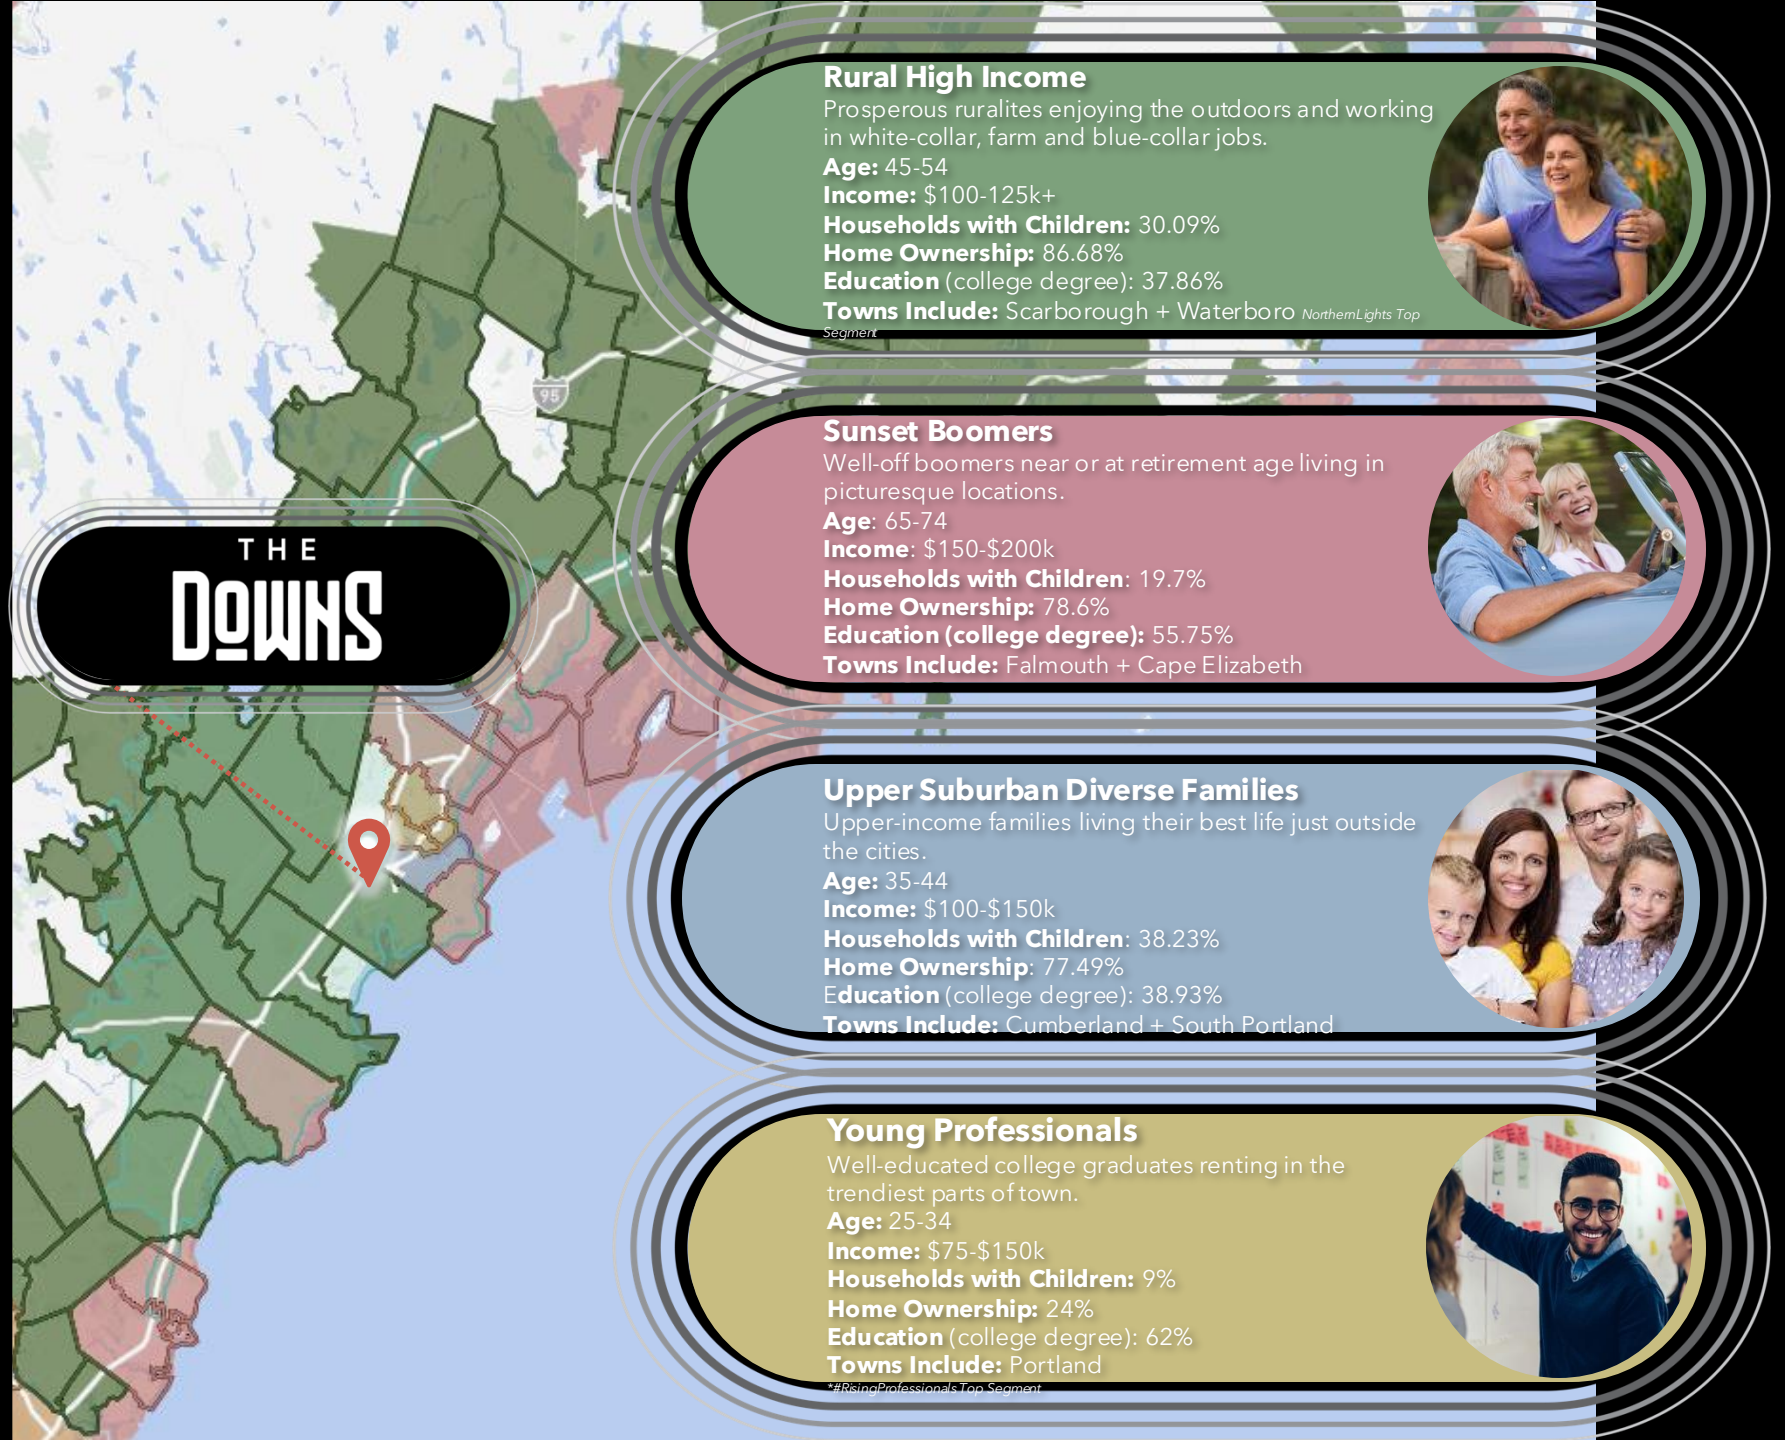 Rural High Income
Prosperous ruralites enjoying the outdoors and working
in white-collar, farm and blue-collar jobs.
Age: 45-54
Income: $100-125k+
Households with Children: 30.09%
Home Ownership: 86.68%
Education (college degree): 37.86%
Towns Include: Scarborough + Waterboro NorthernLights Top
Segment
95
Sunset Boomers
Well-off boomers near or at retirement age living in
picturesque locations.
Age: 65-74
Income: $150-$200k
Households with Children: 19.7%
Home Ownership: 78.6%
Education (college degree): 55.75%
Towns Include: Falmouth + Cape Elizabeth
THE
DOWNS
Upper Suburban Diverse Families
Upper-income families living their best life just outside
the cities.
Age: 35-44
Income: $100-$150k
Households with Children: 38.23%
Home Ownership: 77.49%
Education (college degree): 38.93%
Towns Include: Cumberland + South Portland
Young Professionals
Well-educated college graduates renting in the
trendiest parts of town.
Age: 25-34
Income: $75-$150k
Households with Children: 9%
Home Ownership: 24%
Education (college degree): 62%
Towns Include: Portland
*#RisingProfessionals Top Segment